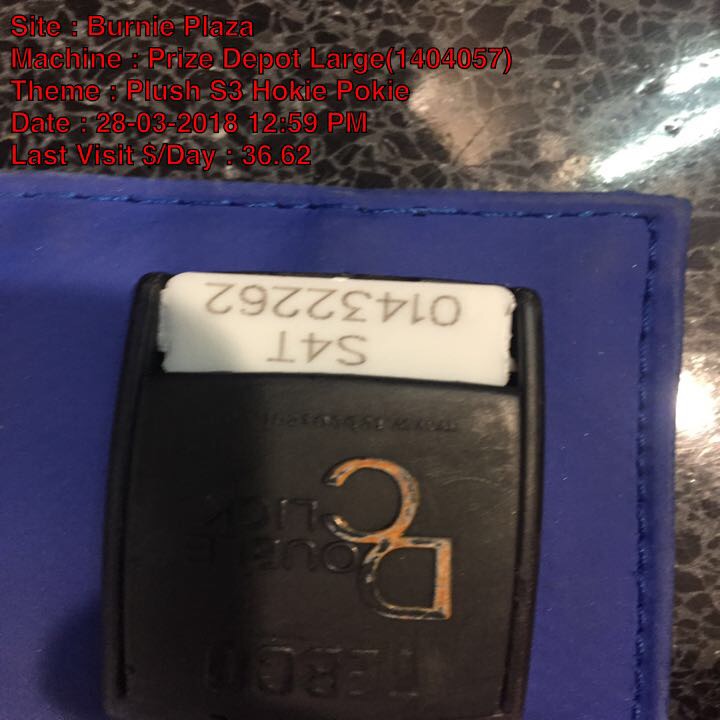 Site : Burnie Plaza
Machine : Prize Depot Large(1404057)
Theme : Plush S3 Hokie Pokie
Date : 28-03-2018 12:59 PM
Last Visit $/Day : 36.62
DOUBLE
CLICK
S4T
01432262